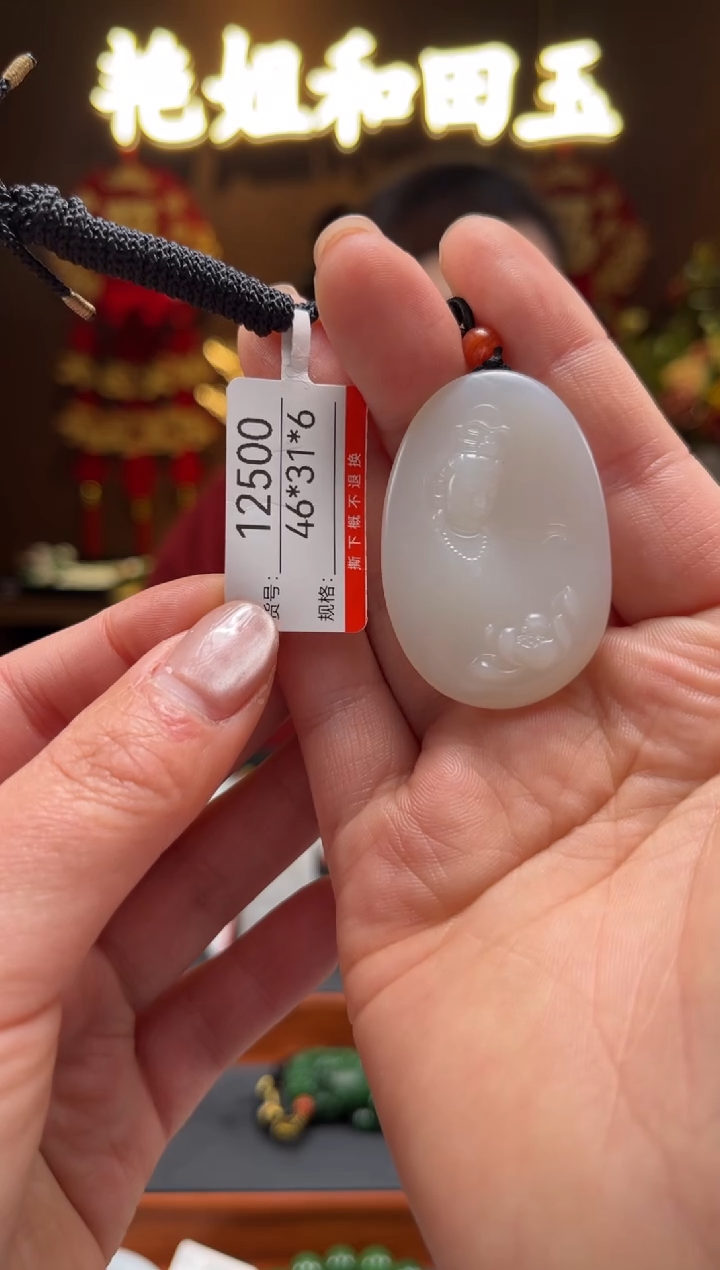 艳姐和田玉
货号: 12500
规格: 46*31*6
撕下概不退换